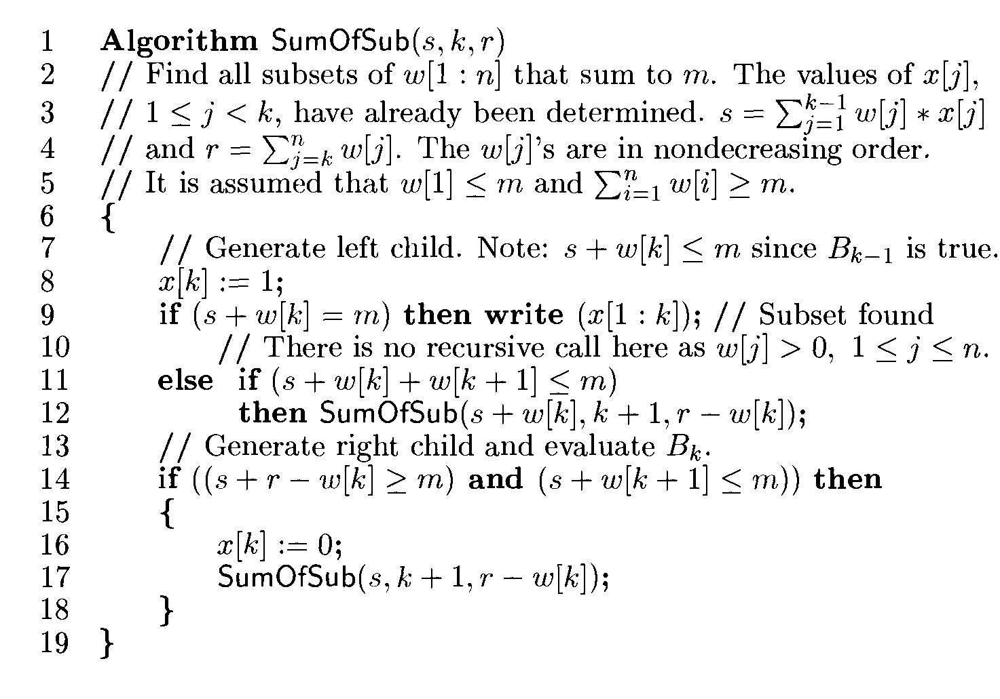 1 Algorithm SumOfSub(s, k, r)
2 // Find all subsets of w[1 : n] that sum to m. The values of x[j],
3 // 1 ≤ j < k, have already been determined. s = ∑_{j=1}^{k−1} w[j] ∗ x[j]
4 // and r = ∑_{j=k}^{n} w[j]. The w[j]'s are in nondecreasing order.
5 // It is assumed that w[1] ≤ m and ∑_{i=1}^{n} w[i] ≥ m.
6 {
7 // Generate left child. Note: s + w[k] ≤ m since B_{k−1} is true.
8 x[k] := 1;
9 if (s + w[k] = m) then write (x[1 : k]); // Subset found
10 // There is no recursive call here as w[j] > 0, 1 ≤ j ≤ n.
11 else if (s + w[k] + w[k + 1] ≤ m)
12 then SumOfSub(s + w[k], k + 1, r − w[k]);
13 // Generate right child and evaluate B_k.
14 if ((s + r − w[k] ≥ m) and (s + w[k + 1] ≤ m)) then
15 {
16 x[k] := 0;
17 SumOfSub(s, k + 1, r − w[k]);
18 }
19 }